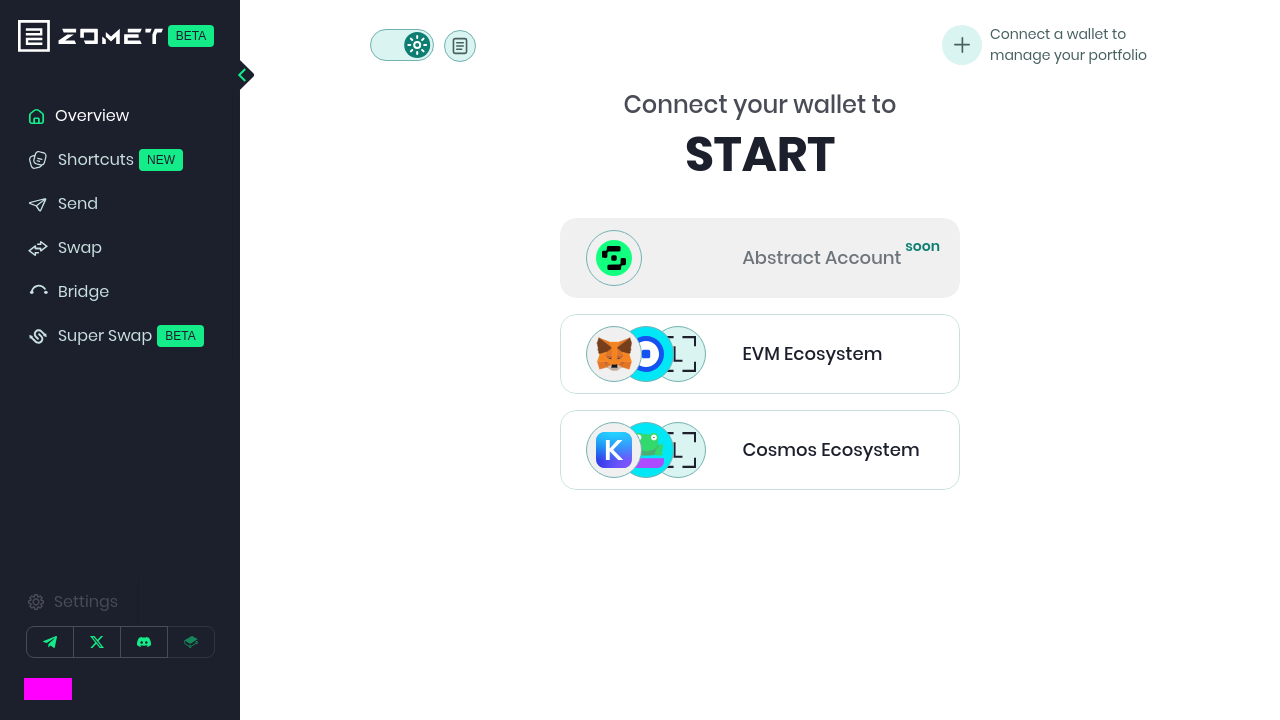 ZOMET BETA
Overview
Shortcuts NEW
Send
Swap
Bridge
Super Swap BETA
Settings
Connect a wallet to
manage your portfolio
Connect your wallet to
START
Abstract Account soon
EVM Ecosystem
K
Cosmos Ecosystem